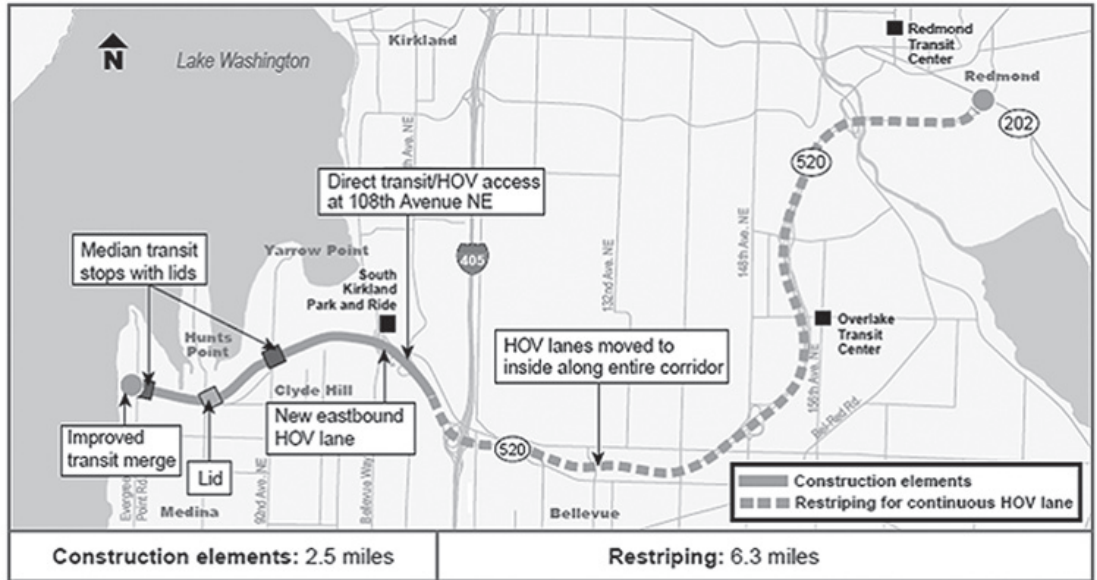 N
Lake Washington
Kirkland
Redmond
Transit
Center
Redmond
202
520
Ave. NE
Direct transit/HOV access
at 108th Avenue NE
405
132nd Ave. NE
148th Ave. NE
Median transit
stops with lids
Yarrow Point
South
Kirkland
Park and Ride
Hunts
Point
Overlake
Transit
Center
HOV lanes moved to
inside along entire corridor
156th Ave. NE
Clyde Hill
New eastbound
HOV lane
Bel-Red Rd.
Improved
transit merge
Lid
520
Point Rd.
Medina
92nd Ave. NE
Bellevue Way
Bellevue
Construction elements
Restriping for continuous HOV lane
Construction elements: 2.5 miles
Restriping: 6.3 miles